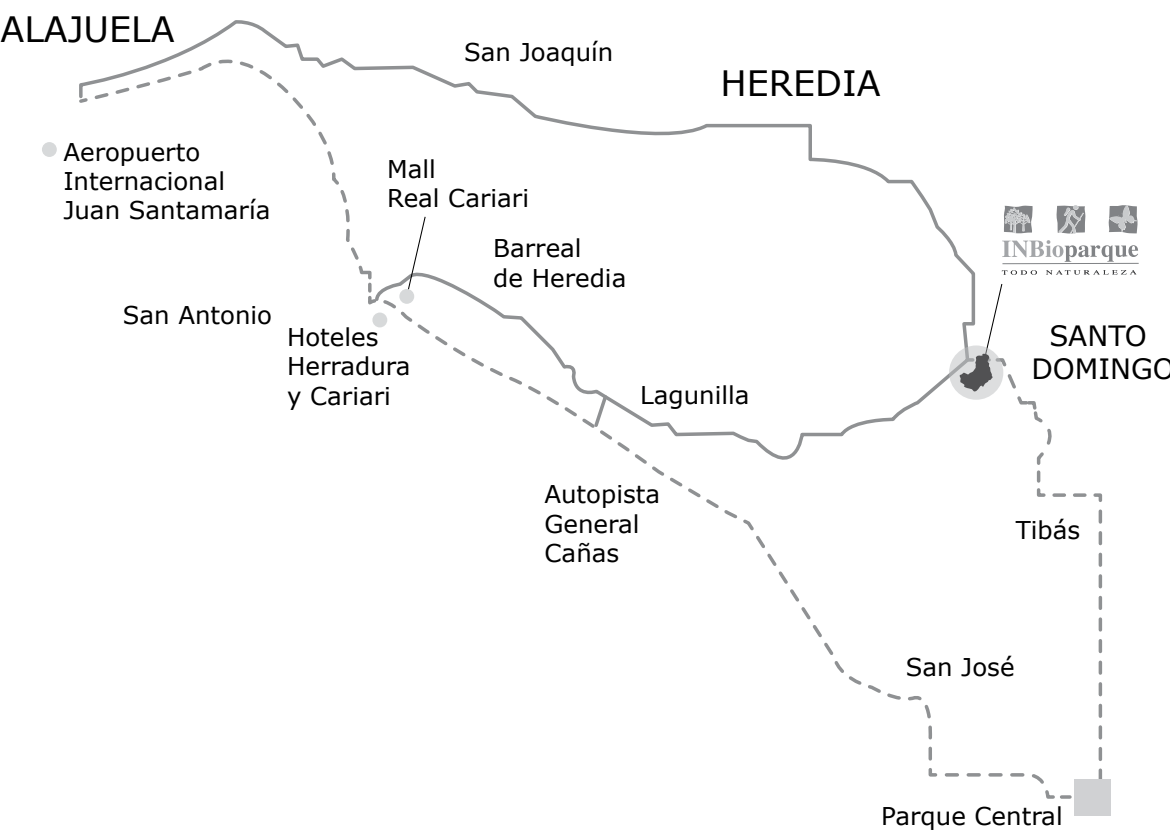 ALAJUELA
San Joaquín
HEREDIA
Aeropuerto
Internacional
Juan Santamaría
Mall
Real Cariari
Barreal
de Heredia
INBioparque
TODO NATURALEZA
San Antonio
Hoteles
Herradura
y Cariari
SANTO
DOMINGO
Lagunilla
Autopista
General
Cañas
Tibás
San José
Parque Central